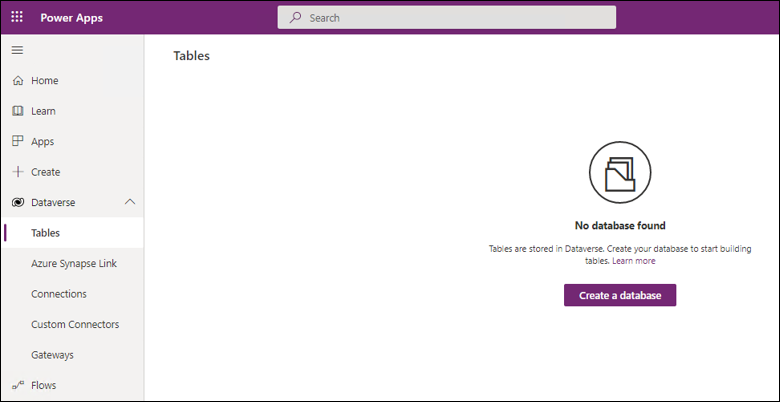 Power Apps
Search
Home
Learn
Apps
Create
Dataverse
Tables
Azure Synapse Link
Connections
Custom Connectors
Gateways
Flows
Tables
No database found
Tables are stored in Dataverse. Create your database to start building
tables. Learn more
Create a database